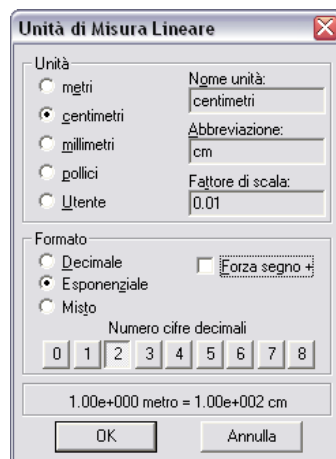 Unità di Misura Lineare
Unità
metri
centimetri
millimetri
pollici
Utente
Nome unità:
centimetri
Abbreviazione:
cm
Fattore di scala:
0.01
Formato
Decimale
Esponenziale
Misto
Forza segno +
Numero cifre decimali
0 1 2 3 4 5 6 7 8
1.00e+000 metro = 1.00e+002 cm
OK Annulla